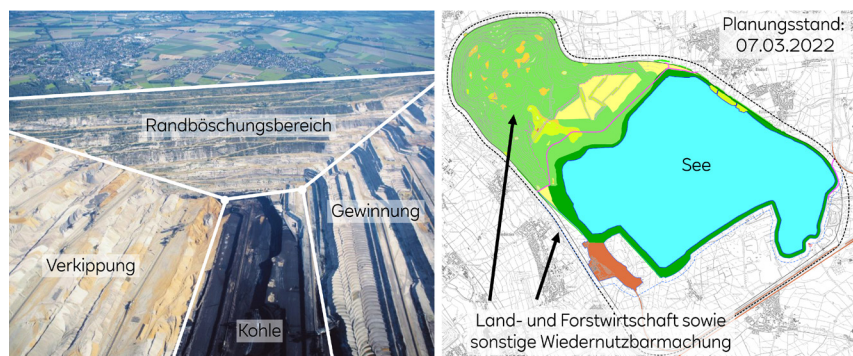 Randböschungsbereich
Gewinnung
Verkippung
Kohle
Planungsstand:
07.03.2022
See
Land- und Forstwirtschaft sowie
sonstige Wiedernutzbarmachung